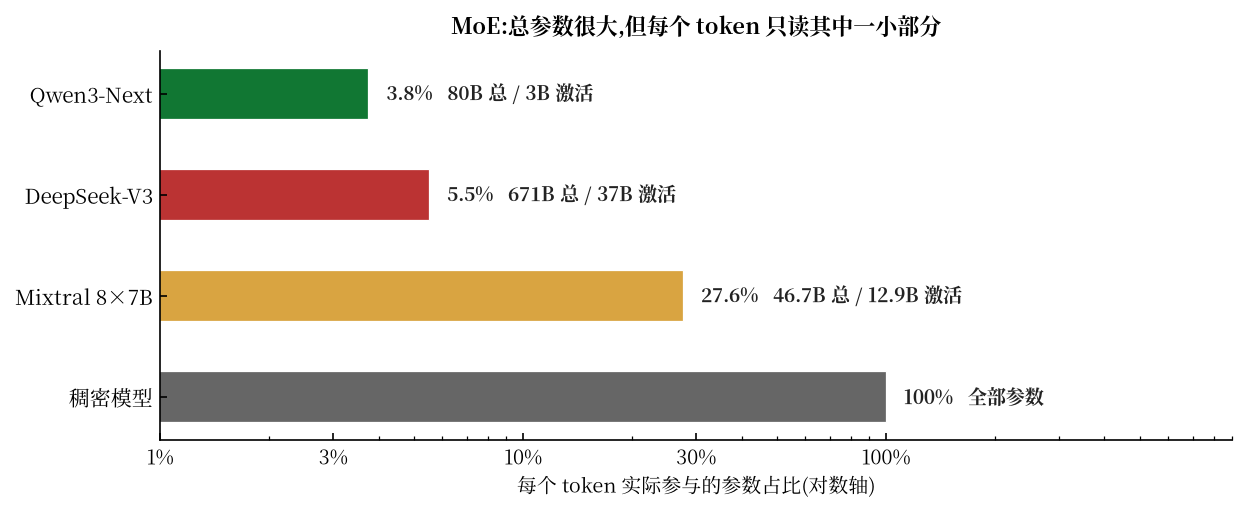 MoE:总参数很大,但每个 token 只读其中一小部分
Qwen3-Next
3.8% 80B 总 / 3B 激活
DeepSeek-V3
5.5% 671B 总 / 37B 激活
Mixtral 8×7B
27.6% 46.7B 总 / 12.9B 激活
稠密模型
100% 全部参数
1% 3% 10% 30% 100%
每个 token 实际参与的参数占比(对数轴)